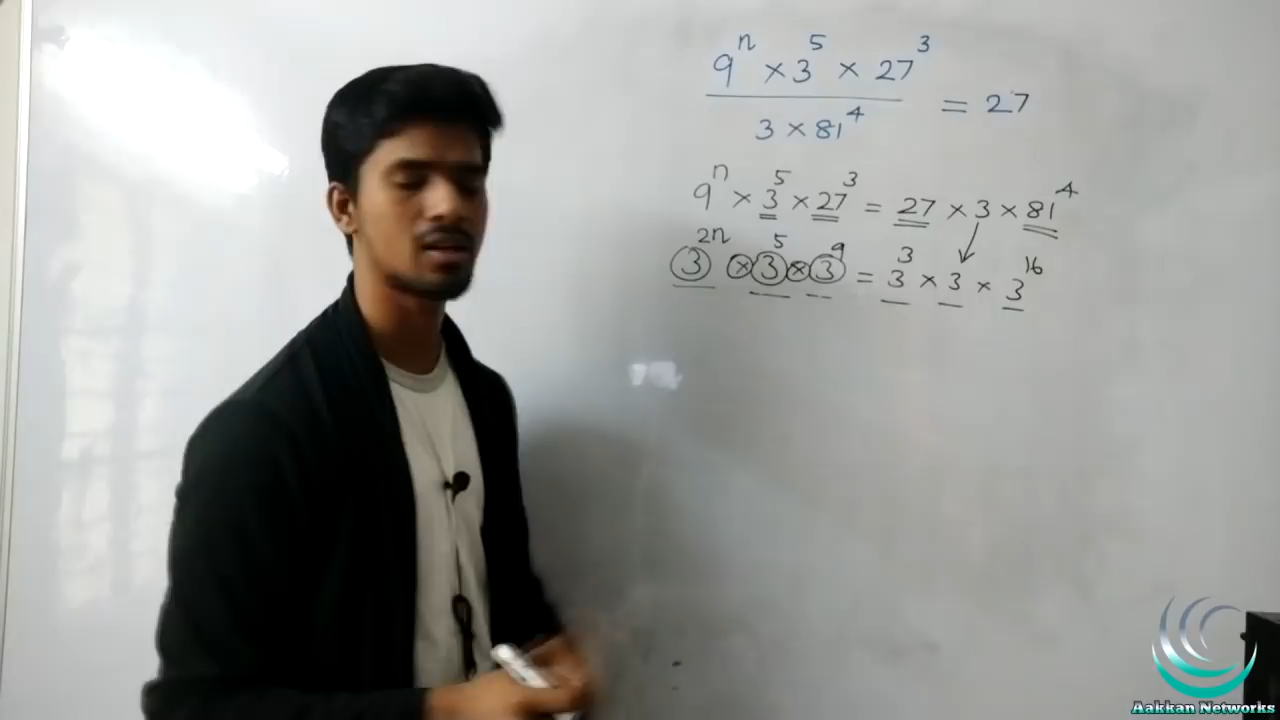 9ⁿ × 3⁵ × 27³
3 × 81⁴
= 27
9ⁿ × 3⁵ × 27³ = 27 × 3 × 81⁴
3²ⁿ × 3⁵ × 3⁹ = 3³ × 3 × 3¹⁶
Aakkan Networks